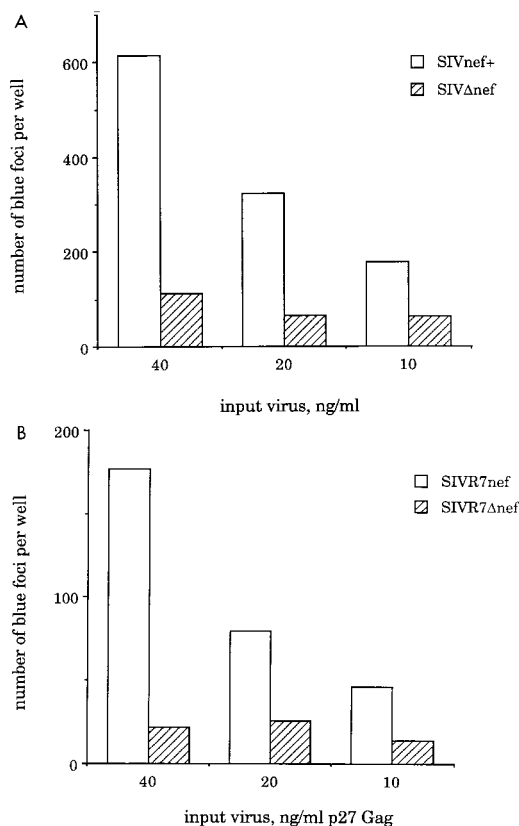 A
SIVnef+
SIVΔnef
number of blue foci per well
600
400
200
0
40 20 10
input virus, ng/ml
B
SIVR7nef
SIVR7Δnef
number of blue foci per well
200
100
0
40 20 10
input virus, ng/ml p27 Gag